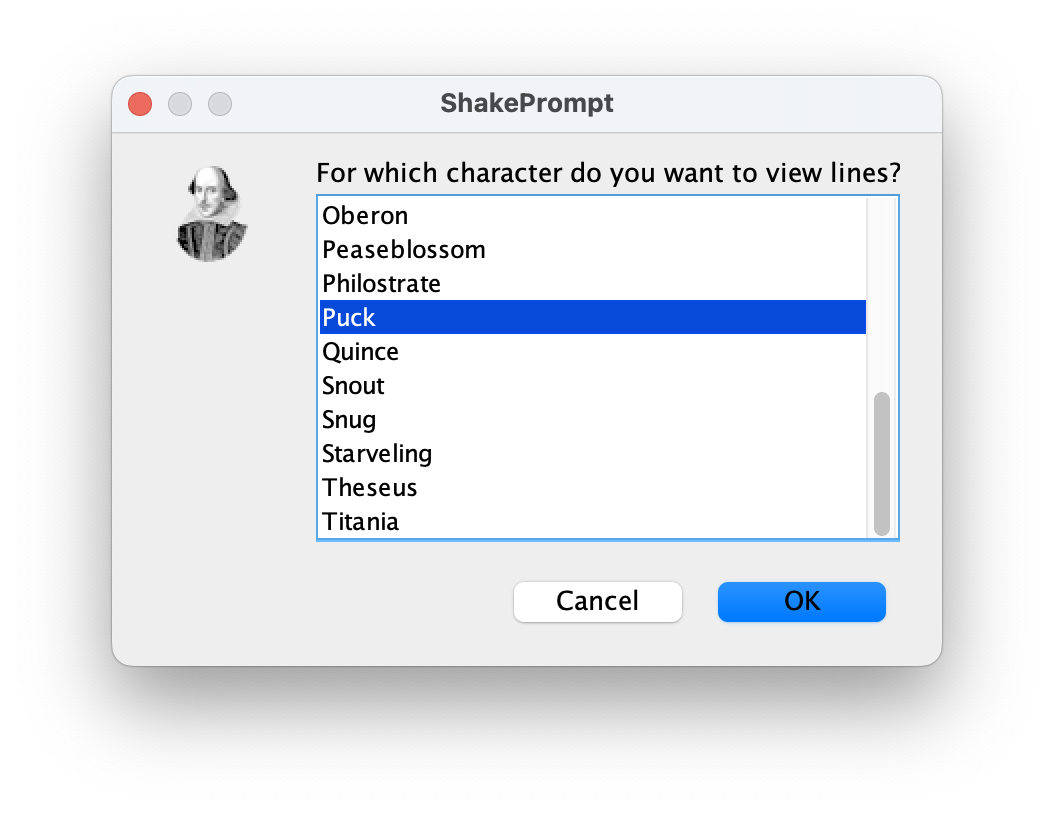 ShakePrompt
For which character do you want to view lines?
Oberon
Peaseblossom
Philostrate
Puck
Quince
Snout
Snug
Starveling
Theseus
Titania
Cancel
OK